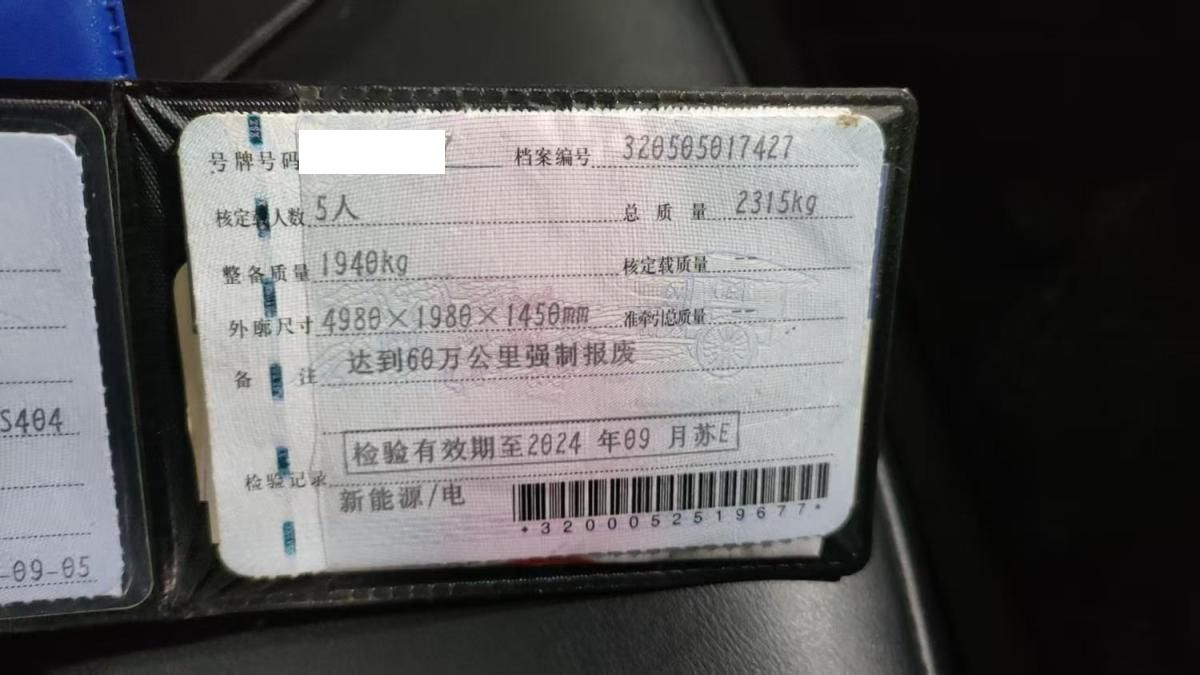 号牌号码 档案编号 320505017427
核定载人数 5人 总质量 2315kg
整备质量 1940kg 核定载质量 --
外廓尺寸 4980×1980×1450mm 准牵引总质量 --
备注 达到60万公里强制报废
检验有效期至2024 年09 月苏E
检验记录
新能源/电
*3200052519677*
S404
-09-05